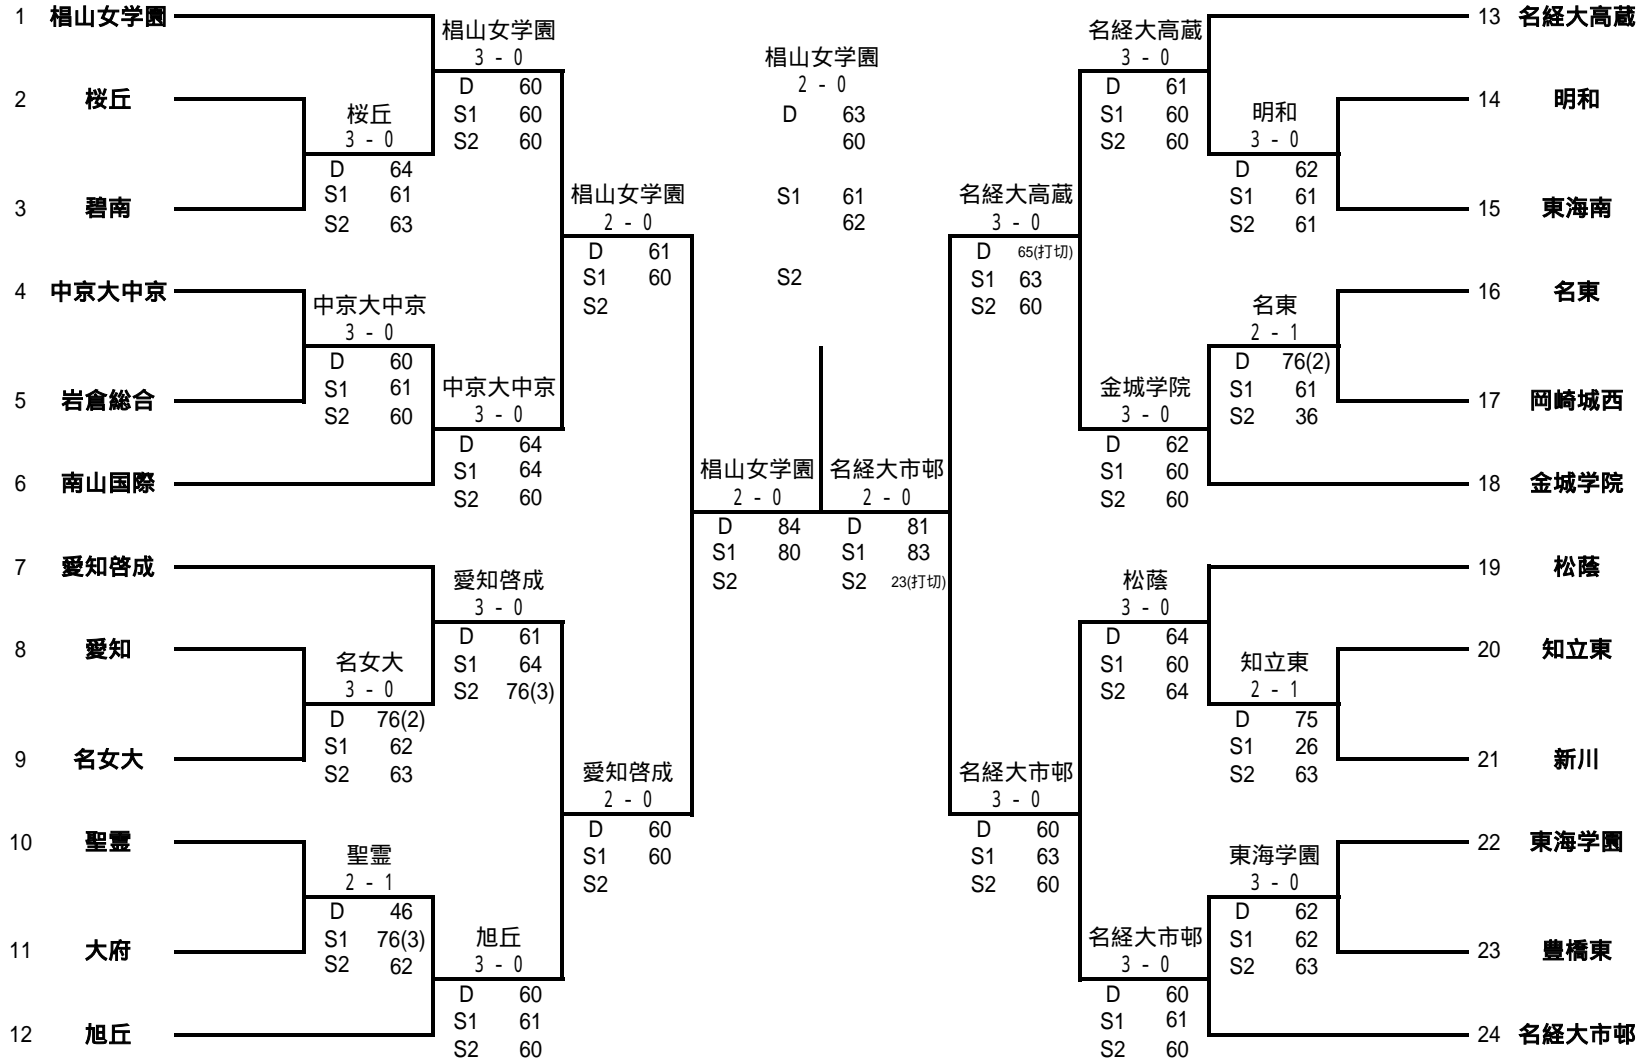 1 椙山女学園
椙山女学園
3 - 0
D 60
S1 60
S2 60
2 桜丘
桜丘
3 - 0
D 64
S1 61
S2 63
3 碧南
椙山女学園
2 - 0
D 61
S1 60
S2
4 中京大中京
中京大中京
3 - 0
D 60
S1 61
S2 60
5 岩倉総合
中京大中京
3 - 0
D 64
S1 64
S2 60
6 南山国際
椙山女学園
2 - 0
D 84
S1 80
S2
7 愛知啓成
愛知啓成
3 - 0
D 61
S1 64
S2 76(3)
8 愛知
名女大
3 - 0
D 76(2)
S1 62
S2 63
9 名女大
愛知啓成
2 - 0
D 60
S1 60
S2
10 聖霊
聖霊
2 - 1
D 46
S1 76(3)
S2 62
11 大府
旭丘
3 - 0
D 60
S1 61
S2 60
12 旭丘
椙山女学園
2 - 0
D 63
60
S1 61
62
S2
名経大市邨
2 - 0
D 81
S1 83
S2 23(打切)
13 名経大高蔵
名経大高蔵
3 - 0
D 61
S1 60
S2 60
14 明和
明和
3 - 0
D 62
S1 61
S2 61
15 東海南
名経大高蔵
3 - 0
D 65(打切)
S1 63
S2 60
16 名東
名東
2 - 1
D 76(2)
S1 61
S2 36
17 岡崎城西
金城学院
3 - 0
D 62
S1 60
S2 60
18 金城学院
19 松蔭
松蔭
3 - 0
D 64
S1 60
S2 64
20 知立東
知立東
2 - 1
D 75
S1 26
S2 63
21 新川
名経大市邨
3 - 0
D 60
S1 63
S2 60
22 東海学園
東海学園
3 - 0
D 62
S1 62
S2 63
23 豊橋東
名経大市邨
3 - 0
D 60
S1 61
S2 60
24 名経大市邨